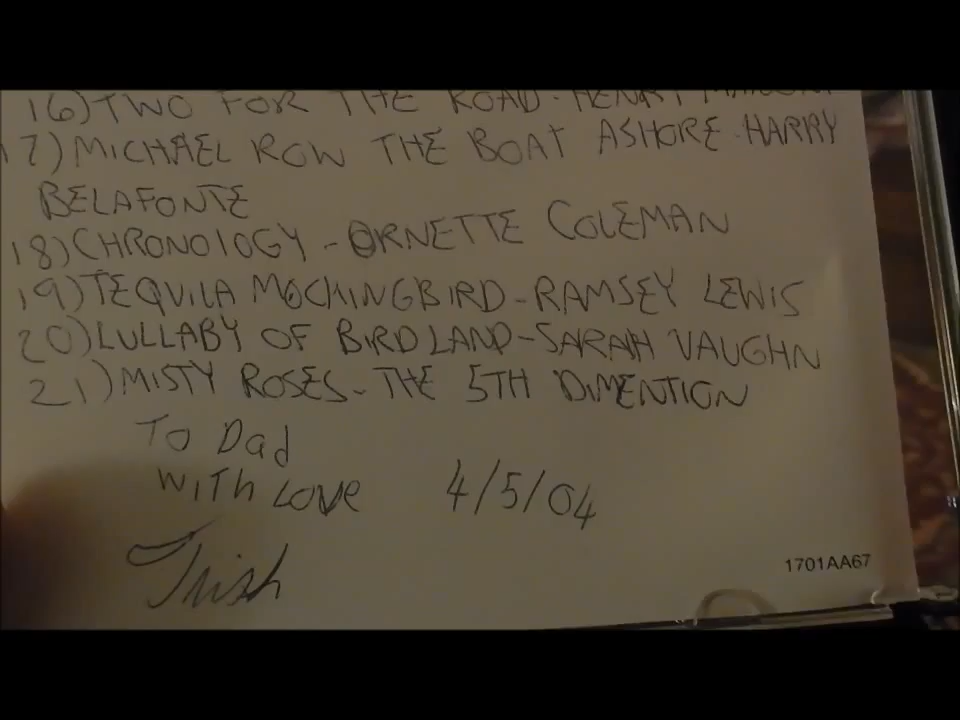 16) TWO FOR THE ROAD - HENRY
17) MICHAEL ROW THE BOAT ASHORE - HARRY
BELAFONTE
18) CHRONOLOGY - ORNETTE COLEMAN
19) TEQUILA MOCKINGBIRD - RAMSEY LEWIS
20) LULLABY OF BIRDLAND - SARAH VAUGHN
21) MISTY ROSES - THE 5TH DIMENTION
TO Dad
WITH LOVE 4/5/04
Trish
1701AA67